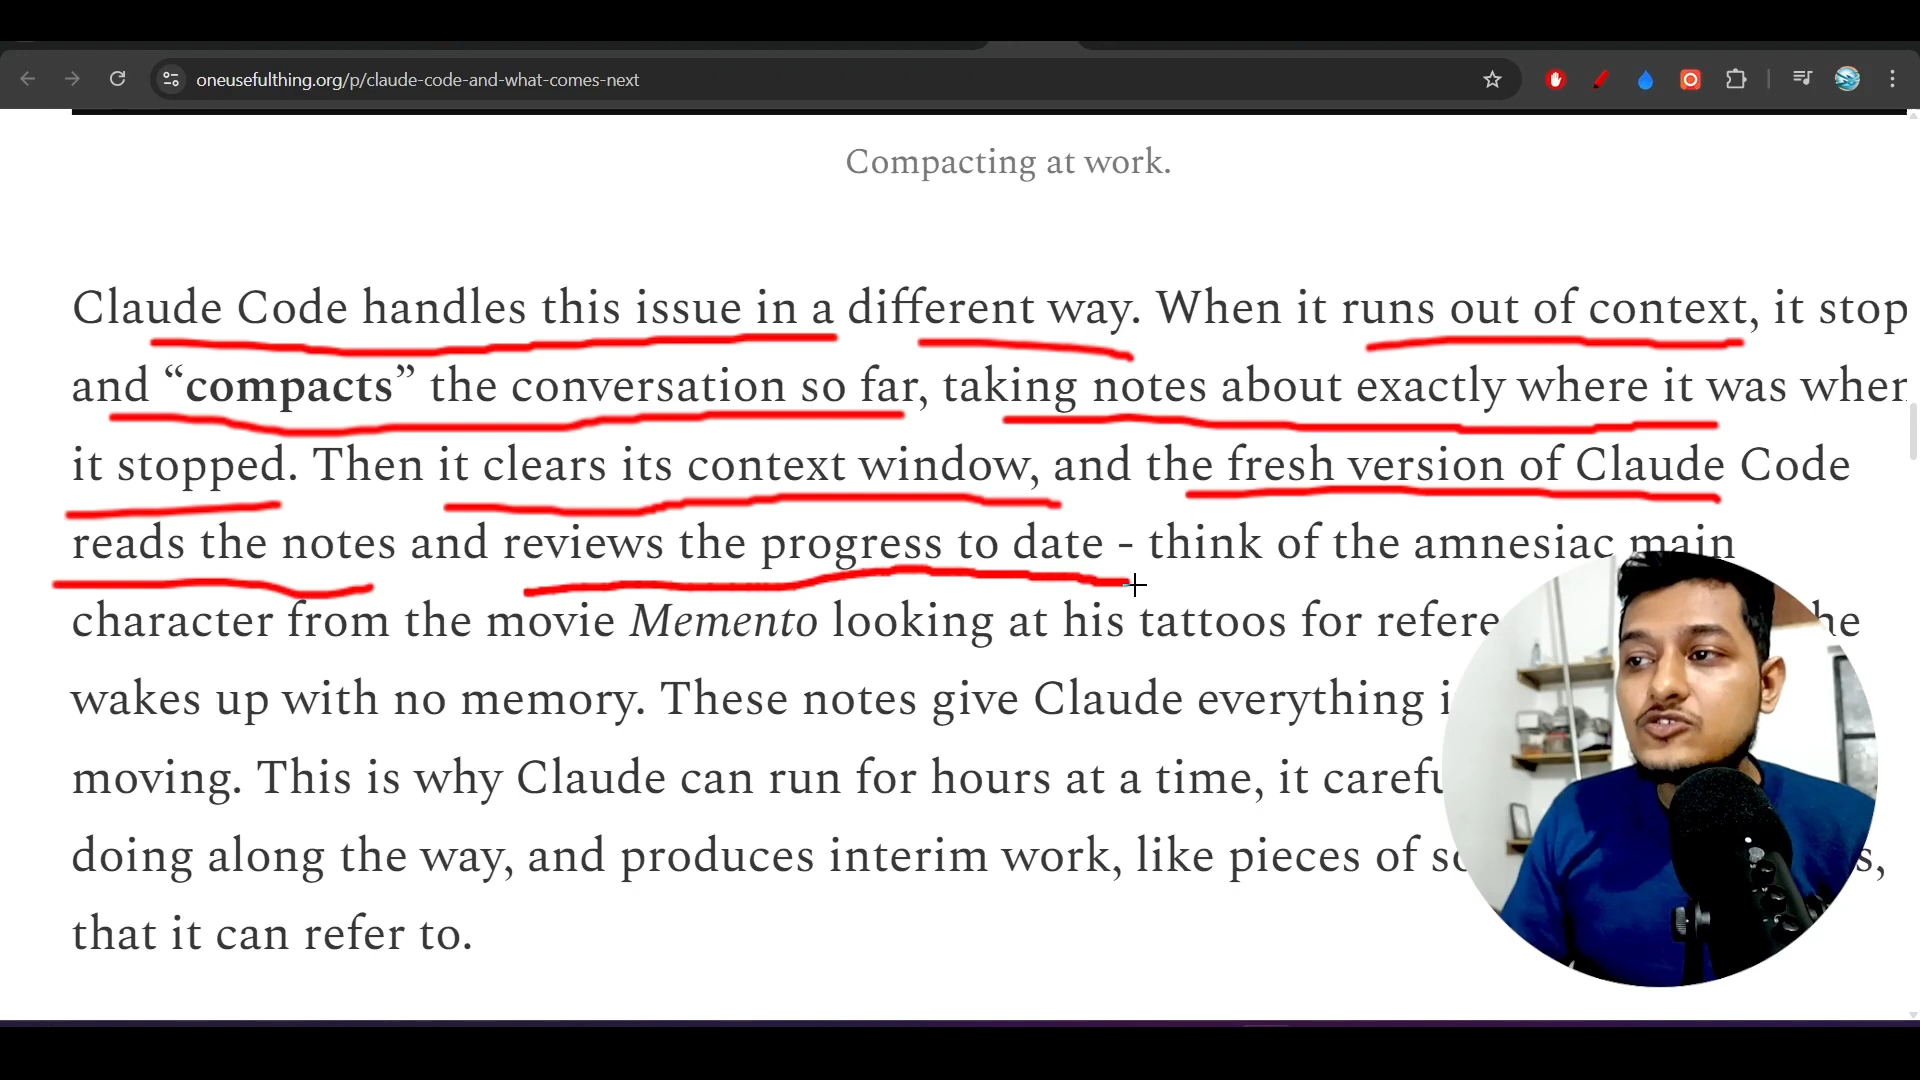 oneusefulthing.org/p/claude-code-and-what-comes-next
Compacting at work.
Claude Code handles this issue in a different way. When it runs out of context, it stop
and “compacts” the conversation so far, taking notes about exactly where it was when
it stopped. Then it clears its context window, and the fresh version of Claude Code
reads the notes and reviews the progress to date - think of the amnesiac main
character from the movie Memento looking at his tattoos for refere he
wakes up with no memory. These notes give Claude everything i
moving. This is why Claude can run for hours at a time, it carefu
doing along the way, and produces interim work, like pieces of so s,
that it can refer to.